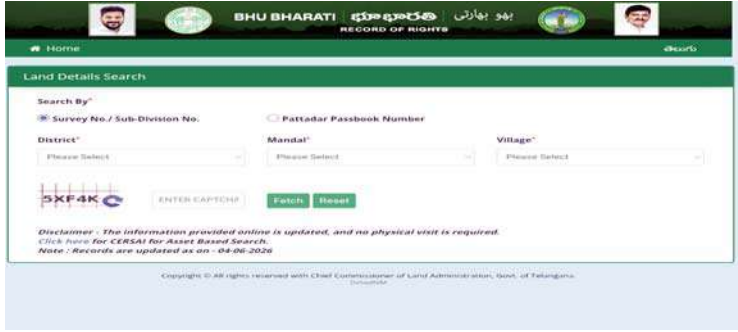 BHU BHARATI భూభారతి بھو بھارتی
RECORD OF RIGHTS
Home తెలుగు
Land Details Search
Search By*
Survey No./ Sub-Division No. Pattadar Passbook Number
District* Mandal* Village*
Please Select Please Select Please Select
5XF4K ENTER CAPTCHA Fetch Reset
Disclaimer - The information provided online is updated, and no physical visit is required.
Click here for CERSAI for Asset Based Search.
Note : Records are updated as on - 04-06-2026
Copyright © All rights reserved with Chief Commissioner of Land Administration, Govt. of Telangana.